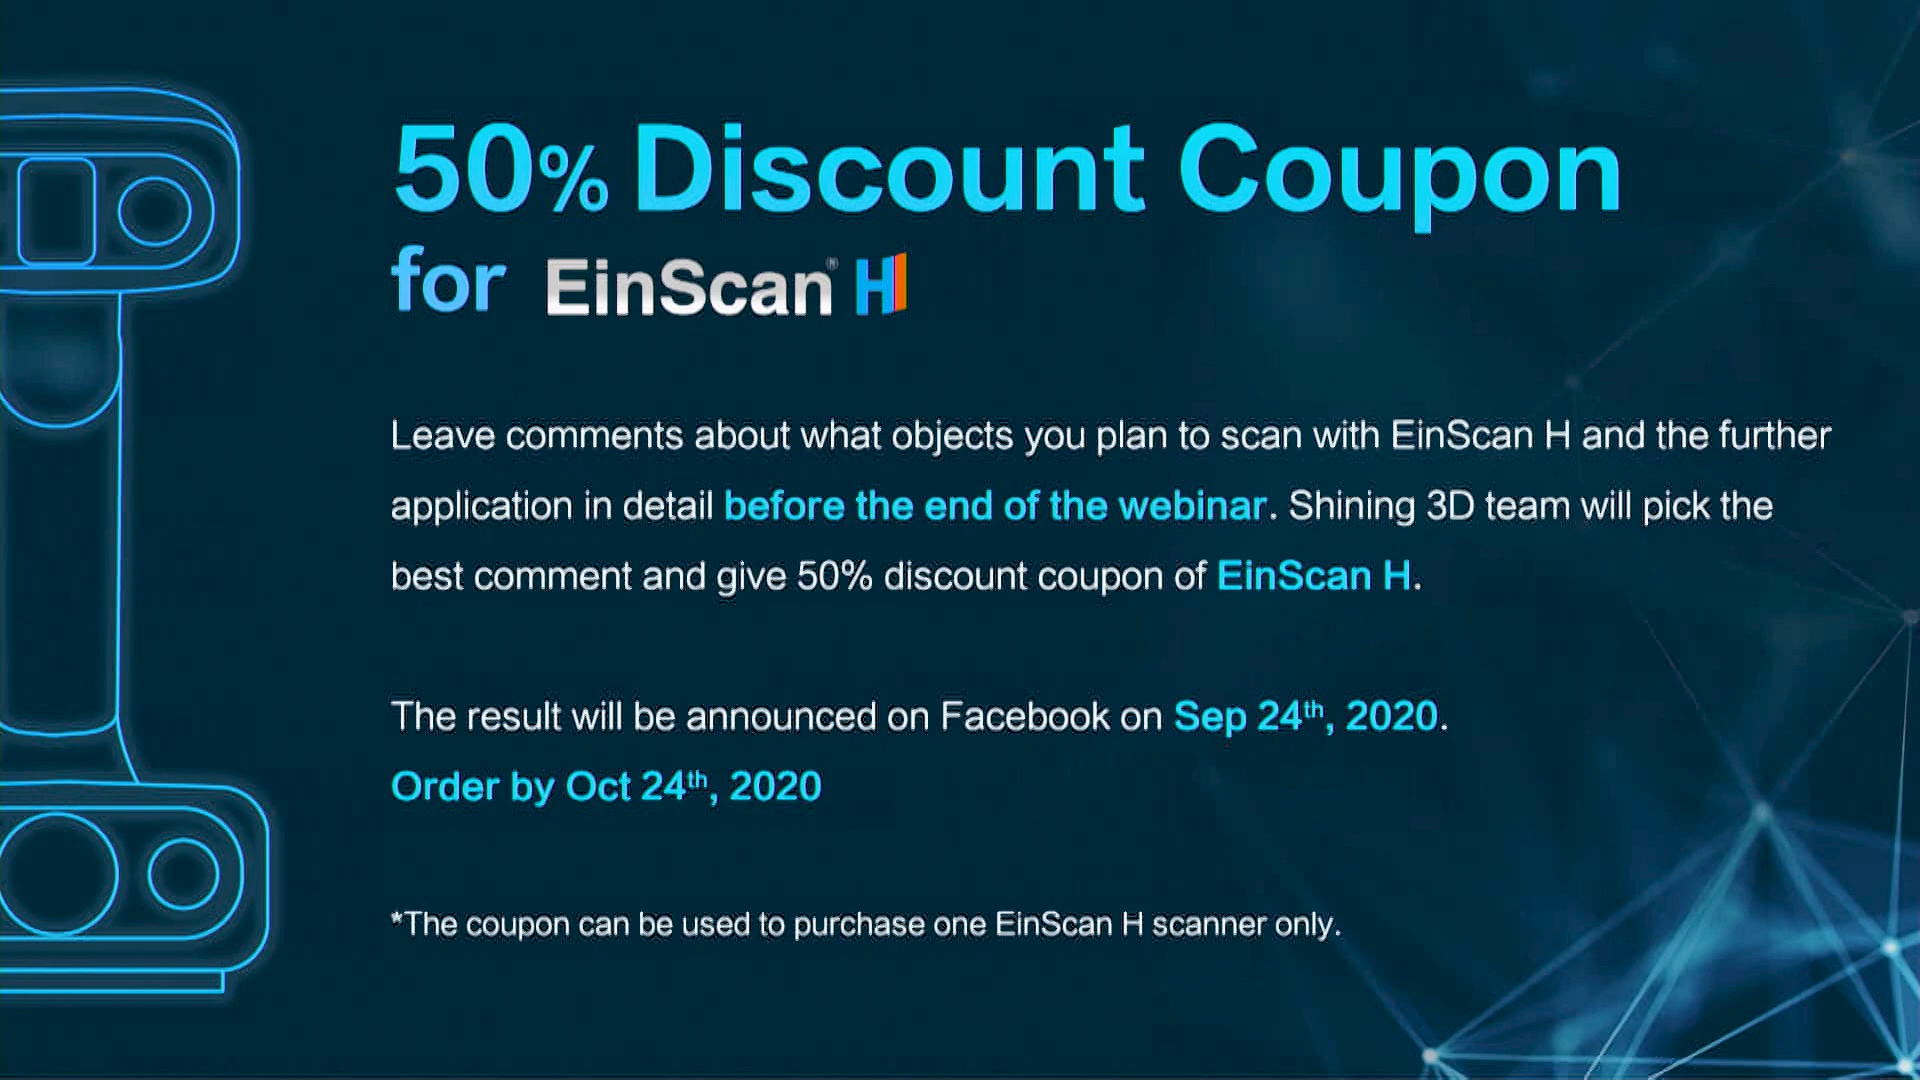 50% Discount Coupon
for EinScan® H
Leave comments about what objects you plan to scan with EinScan H and the further
application in detail before the end of the webinar. Shining 3D team will pick the
best comment and give 50% discount coupon of EinScan H.
The result will be announced on Facebook on Sep 24th, 2020.
Order by Oct 24th, 2020
*The coupon can be used to purchase one EinScan H scanner only.